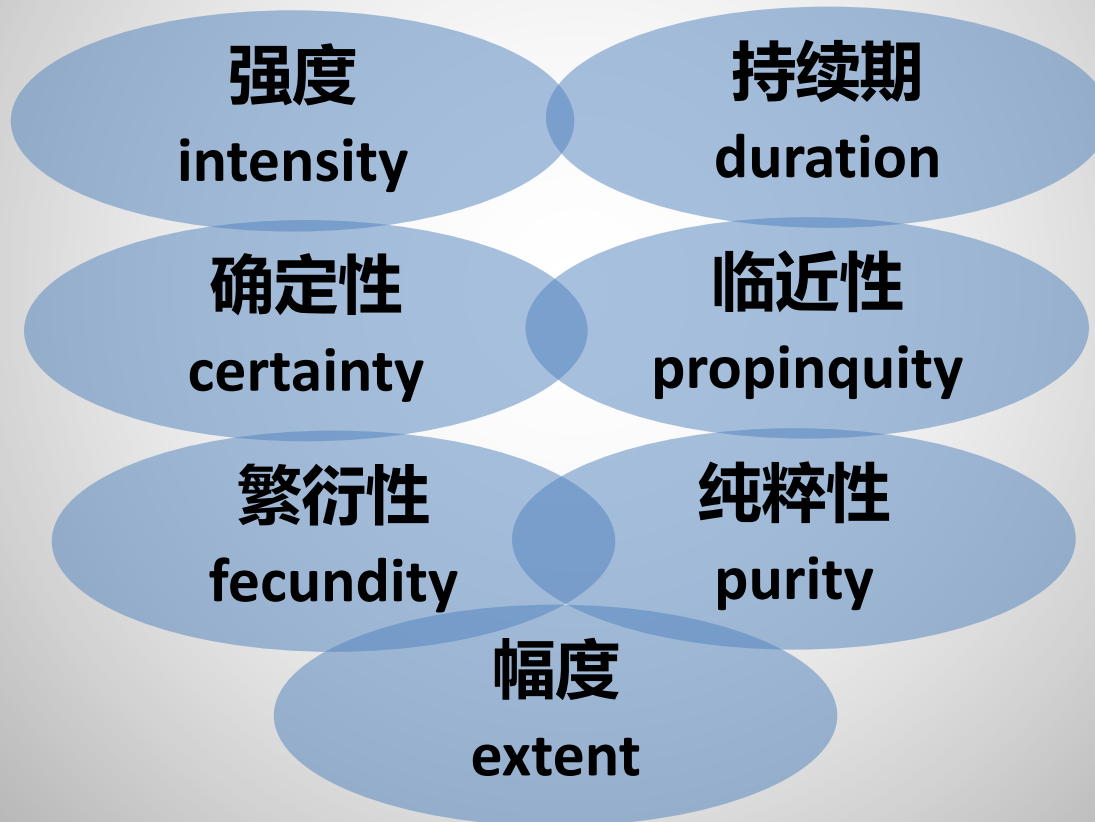 强度
intensity
持续期
duration
确定性
certainty
临近性
propinquity
繁衍性
fecundity
纯粹性
purity
幅度
extent